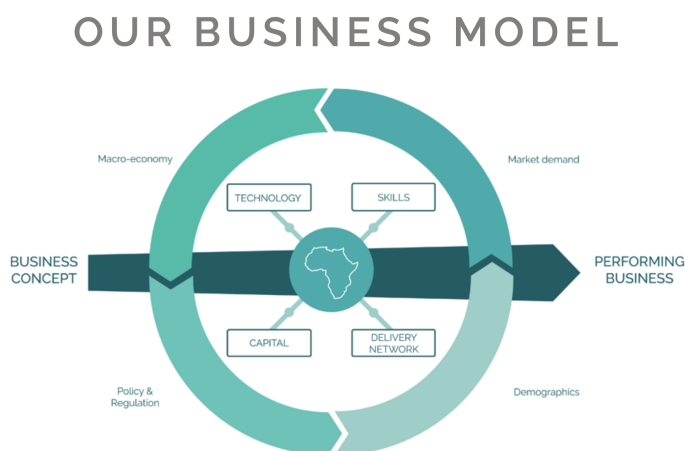 OUR BUSINESS MODEL
Macro-economy
Market demand
TECHNOLOGY
SKILLS
BUSINESS
CONCEPT
PERFORMING
BUSINESS
CAPITAL
DELIVERY
NETWORK
Policy &
Regulation
Demographics